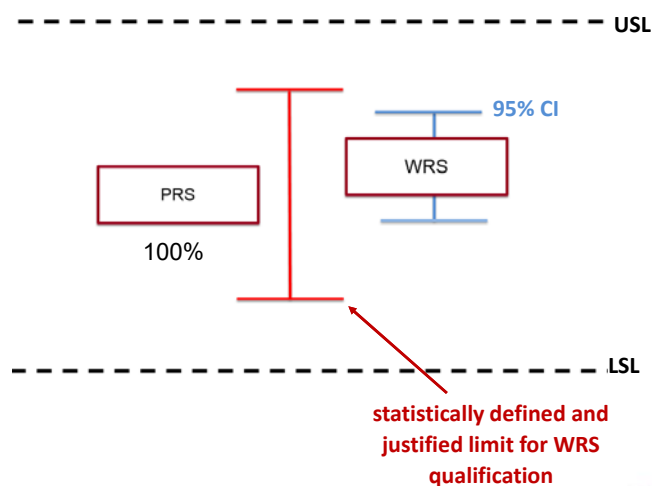 USL
95% CI
WRS
PRS
100%
LSL
statistically defined and
justified limit for WRS
qualification